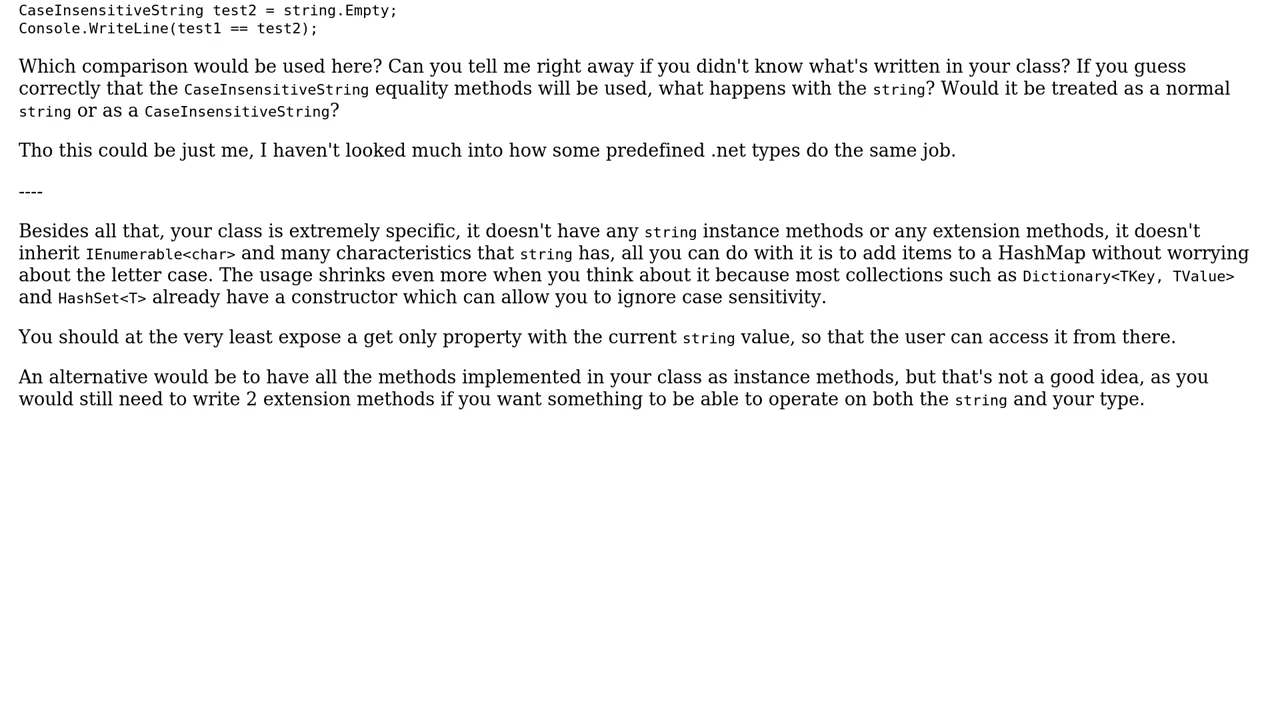 CaseInsensitiveString test2 = string.Empty;
Console.WriteLine(test1 == test2);
Which comparison would be used here? Can you tell me right away if you didn't know what's written in your class? If you guess
correctly that the CaseInsensitiveString equality methods will be used, what happens with the string? Would it be treated as a normal
string or as a CaseInsensitiveString?
Tho this could be just me, I haven't looked much into how some predefined .net types do the same job.
----
Besides all that, your class is extremely specific, it doesn't have any string instance methods or any extension methods, it doesn't
inherit IEnumerable<char> and many characteristics that string has, all you can do with it is to add items to a HashMap without worrying
about the letter case. The usage shrinks even more when you think about it because most collections such as Dictionary<TKey, TValue>
and HashSet<T> already have a constructor which can allow you to ignore case sensitivity.
You should at the very least expose a get only property with the current string value, so that the user can access it from there.
An alternative would be to have all the methods implemented in your class as instance methods, but that's not a good idea, as you
would still need to write 2 extension methods if you want something to be able to operate on both the string and your type.